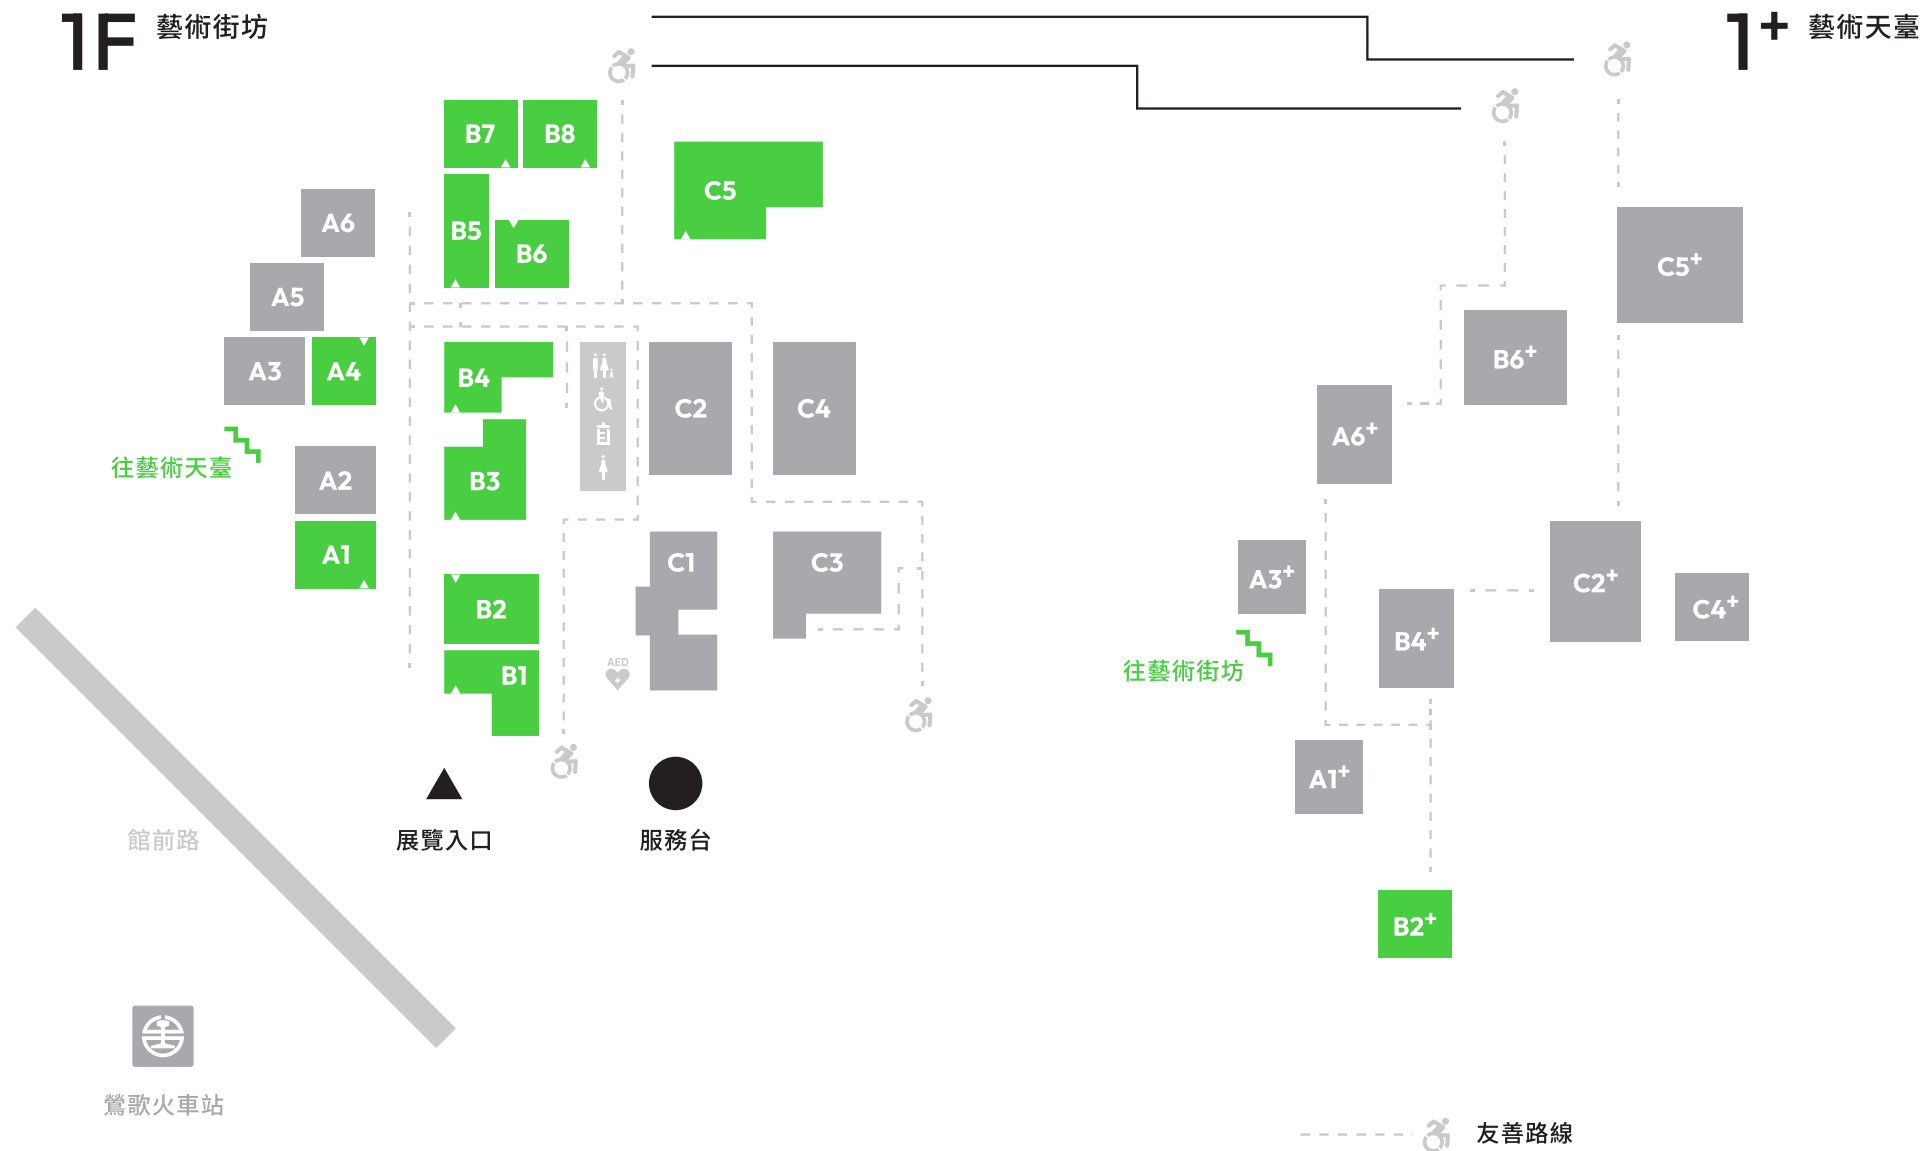 1F 藝術街坊
1+ 藝術天臺
B7
B8
C5
A6
B5
B6
C5+
A5
B6+
A3
A4
B4
C2
C4
A6+
往藝術天臺
A2
B3
A1
C1
C3
A3+
C2+
B2
C4+
B4+
往藝術街坊
AED
B1
A1+
館前路
展覽入口
服務台
B2+
鶯歌火車站
友善路線